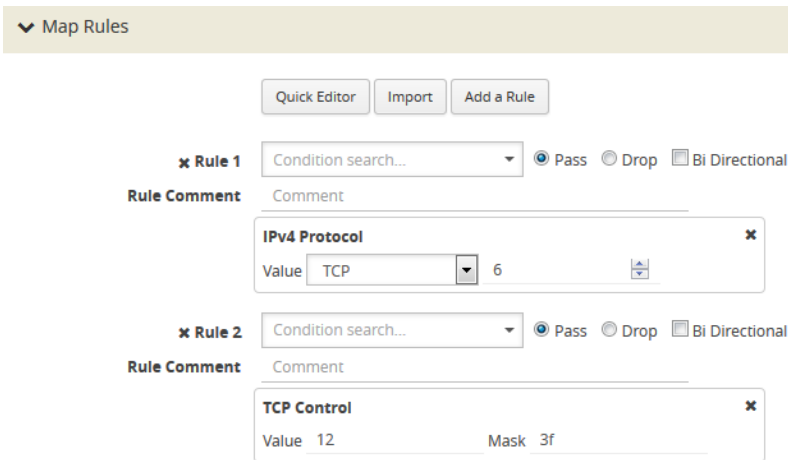 Map Rules
Quick Editor Import Add a Rule
Rule 1 Condition search... Pass Drop Bi Directional
Rule Comment Comment
IPv4 Protocol
Value TCP 6
Rule 2 Condition search... Pass Drop Bi Directional
Rule Comment Comment
TCP Control
Value 12 Mask 3f